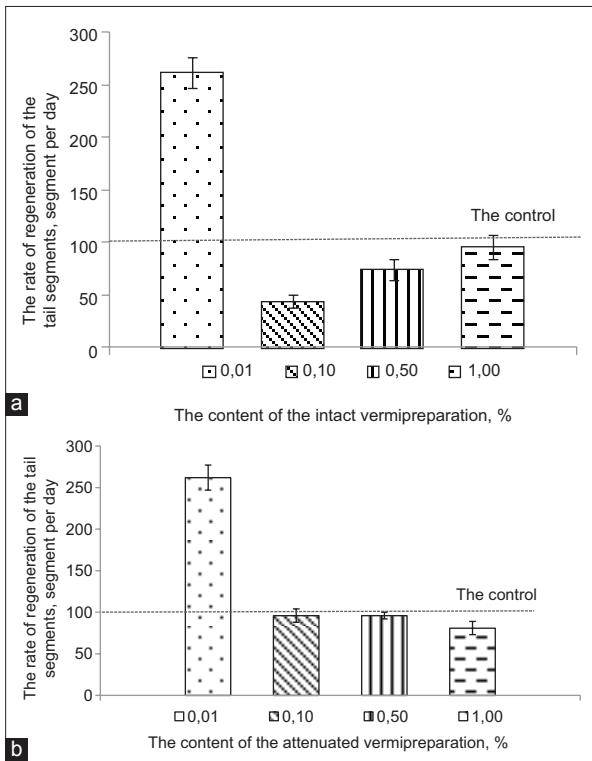 The rate of regeneration of the
tail segments, segment per day
300
250
200
150
100
50
0
The control
0,01 0,10 0,50 1,00
a
The content of the intact vermipreparation, %
The rate of regeneration of the tail
segments, segment per day
300
250
200
150
100
50
0
The control
0,01 0,10 0,50 1,00
b
The content of the attenuated vermipreparation, %